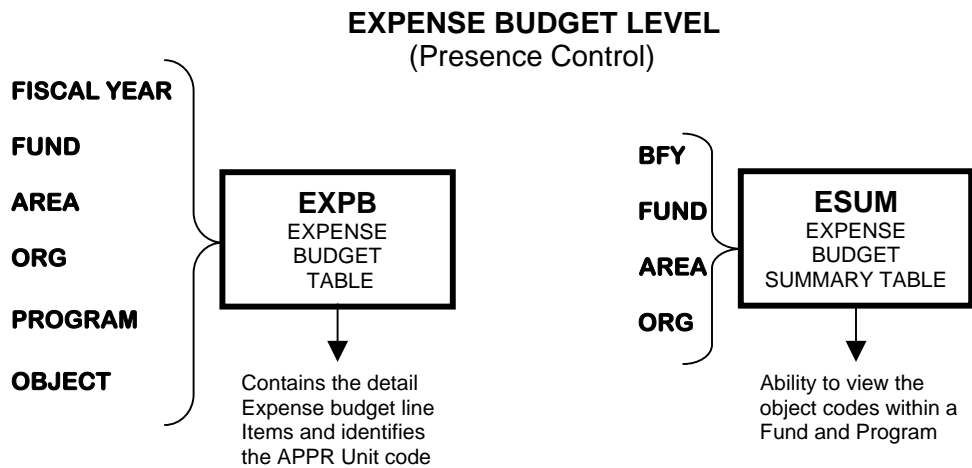 EXPENSE BUDGET LEVEL
(Presence Control)
FISCAL YEAR
FUND
AREA
ORG
PROGRAM
OBJECT
EXPB
EXPENSE
BUDGET
TABLE
Contains the detail
Expense budget line
Items and identifies
the APPR Unit code
BFY
FUND
AREA
ORG
ESUM
EXPENSE
BUDGET
SUMMARY TABLE
Ability to view the
object codes within a
Fund and Program